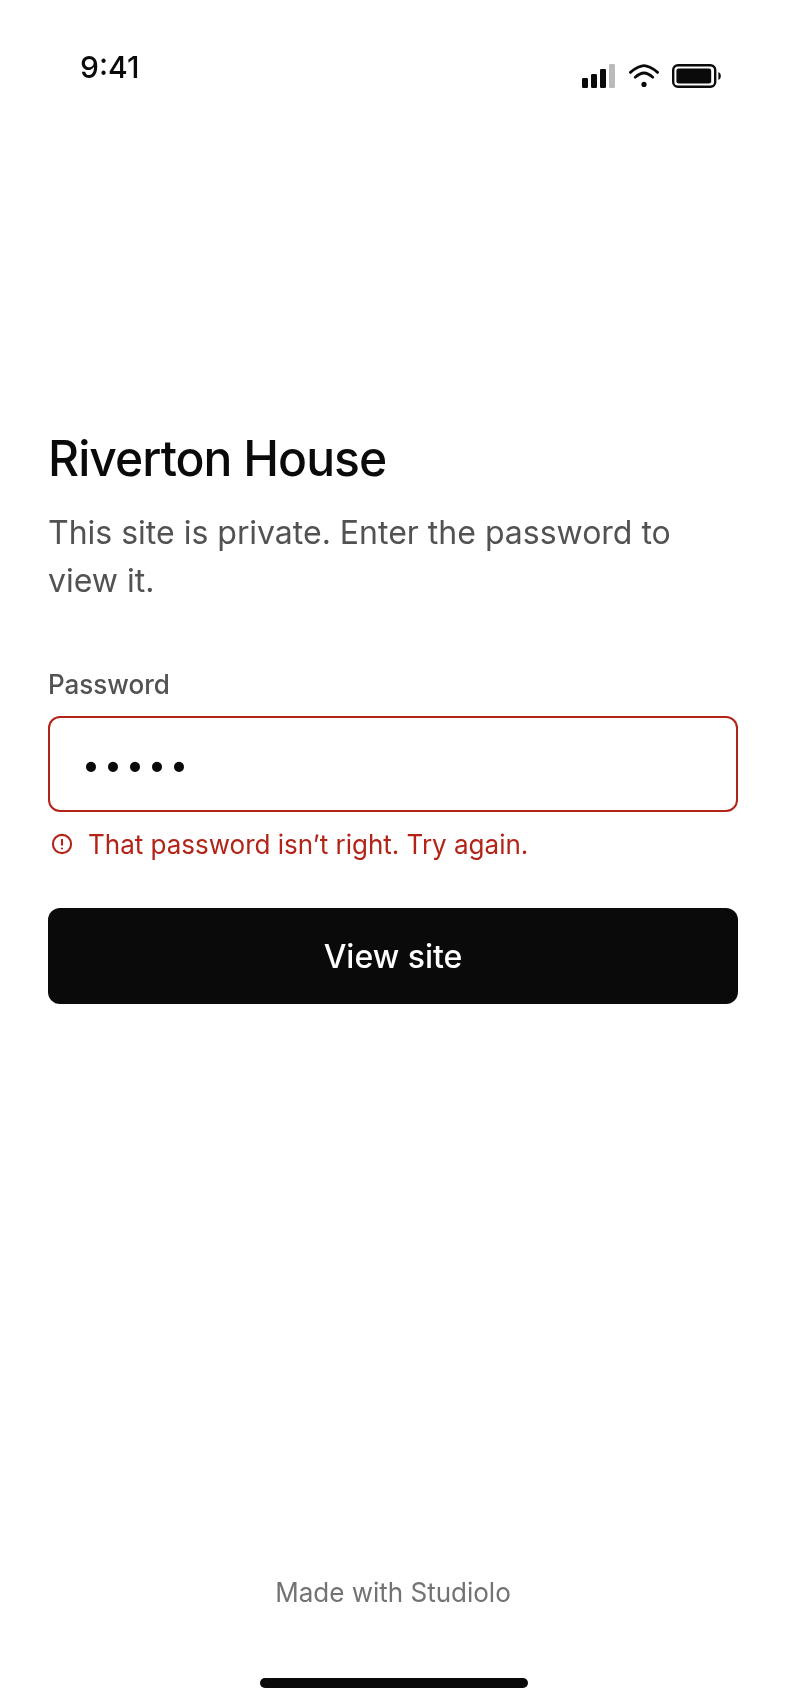 9:41
Riverton House
This site is private. Enter the password to
view it.
Password
•••••
That password isn’t right. Try again.
View site
Made with Studiolo